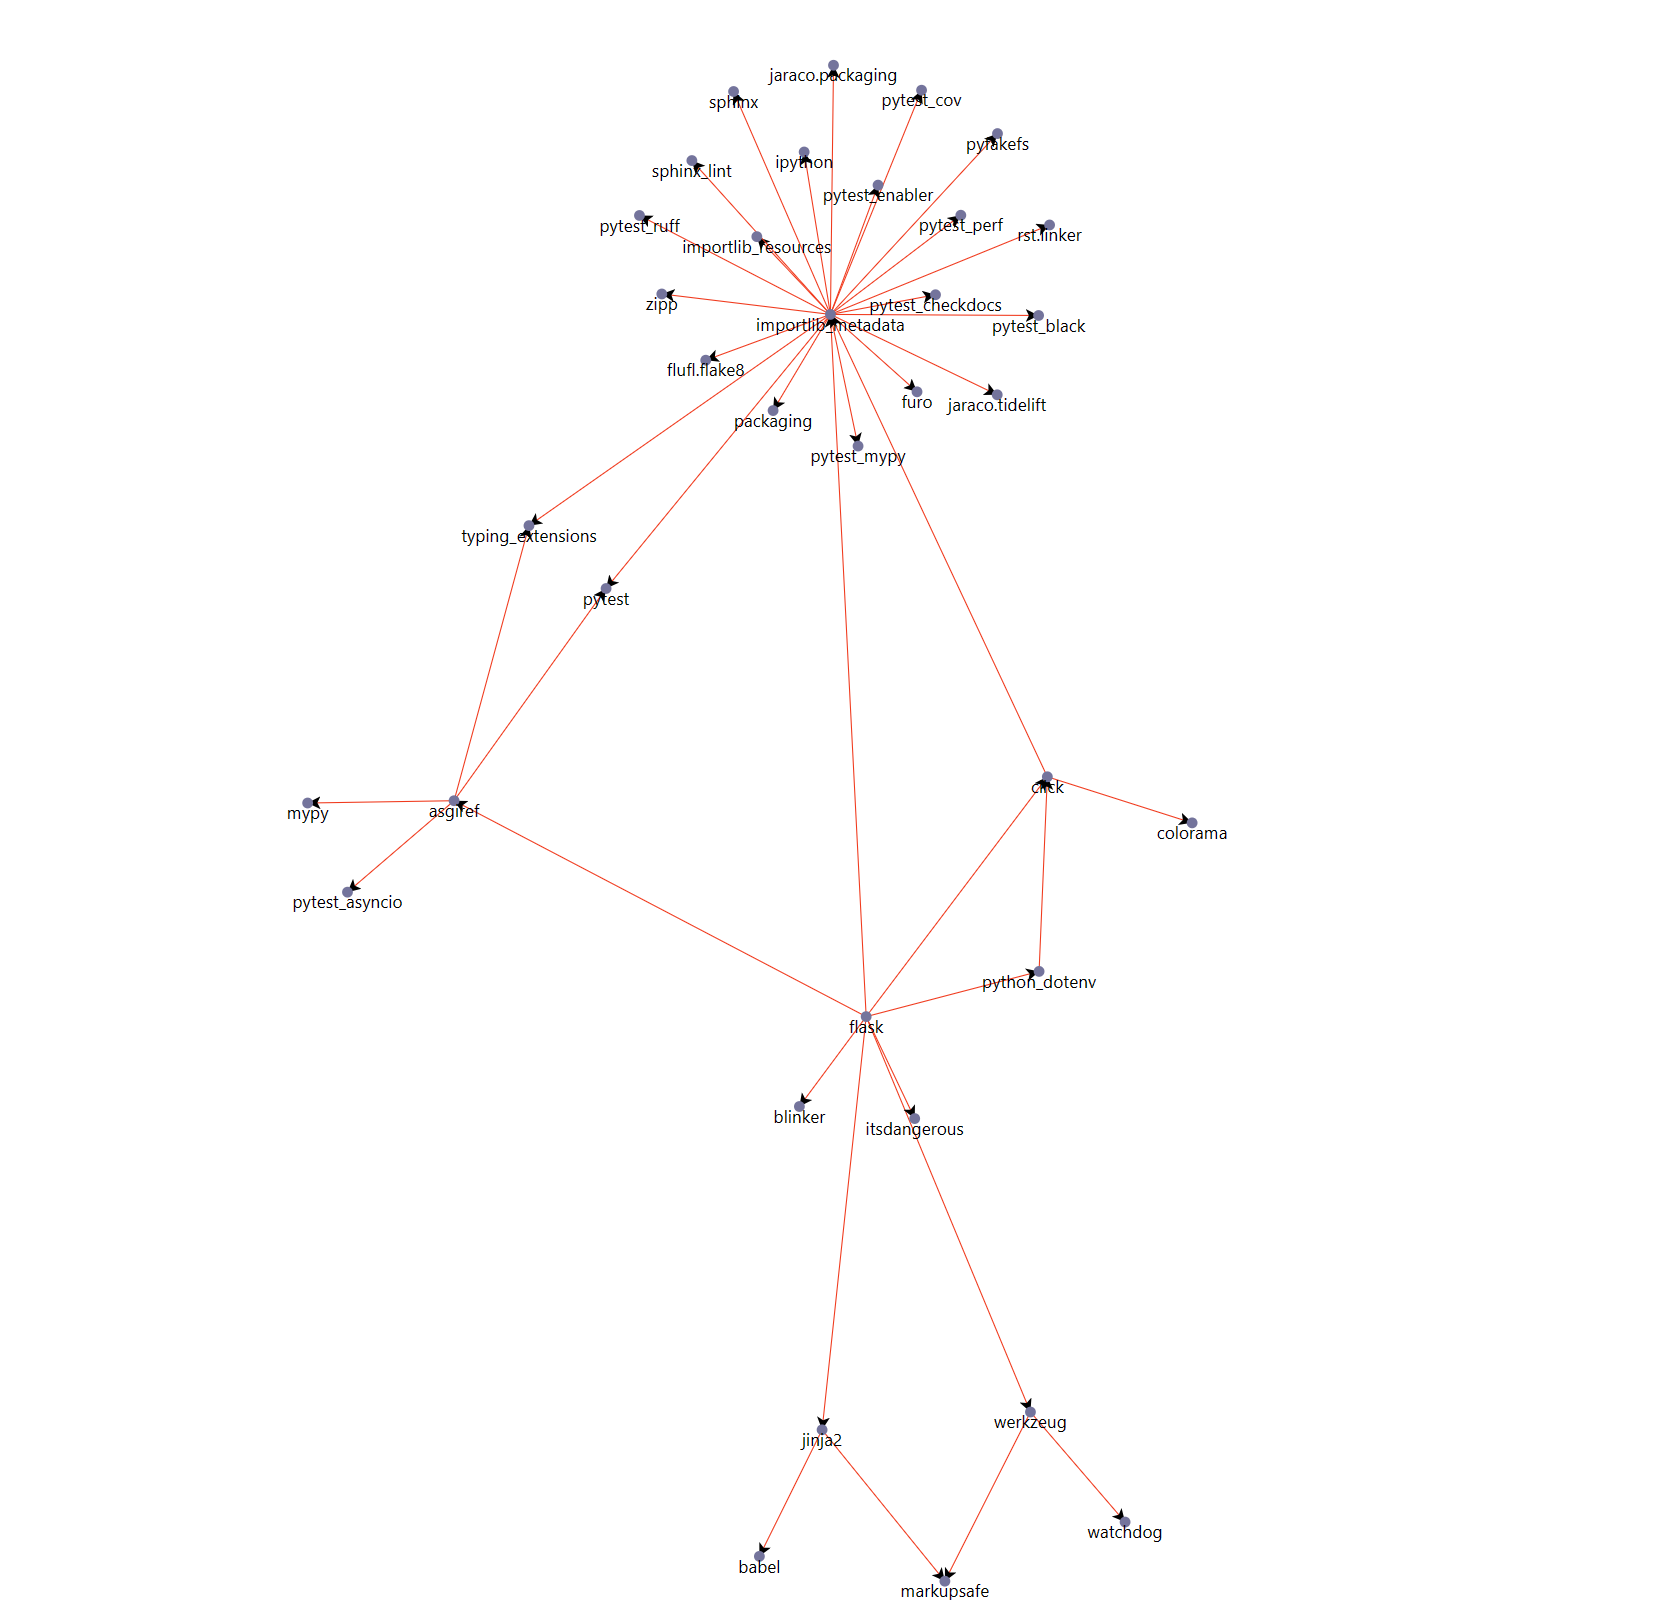 jaraco.packaging
sphinx
pytest_cov
pyfakefs
ipython
sphinx_lint
pytest_enabler
pytest_ruff
pytest_perf
rst.linker
importlib_resources
zipp
pytest_checkdocs
importlib_metadata
pytest_black
flufl.flake8
furo
jaraco.tidelift
packaging
pytest_mypy
typing_extensions
pytest
click
mypy
asgiref
colorama
pytest_asyncio
python_dotenv
flask
blinker
itsdangerous
werkzeug
jinja2
watchdog
babel
markupsafe